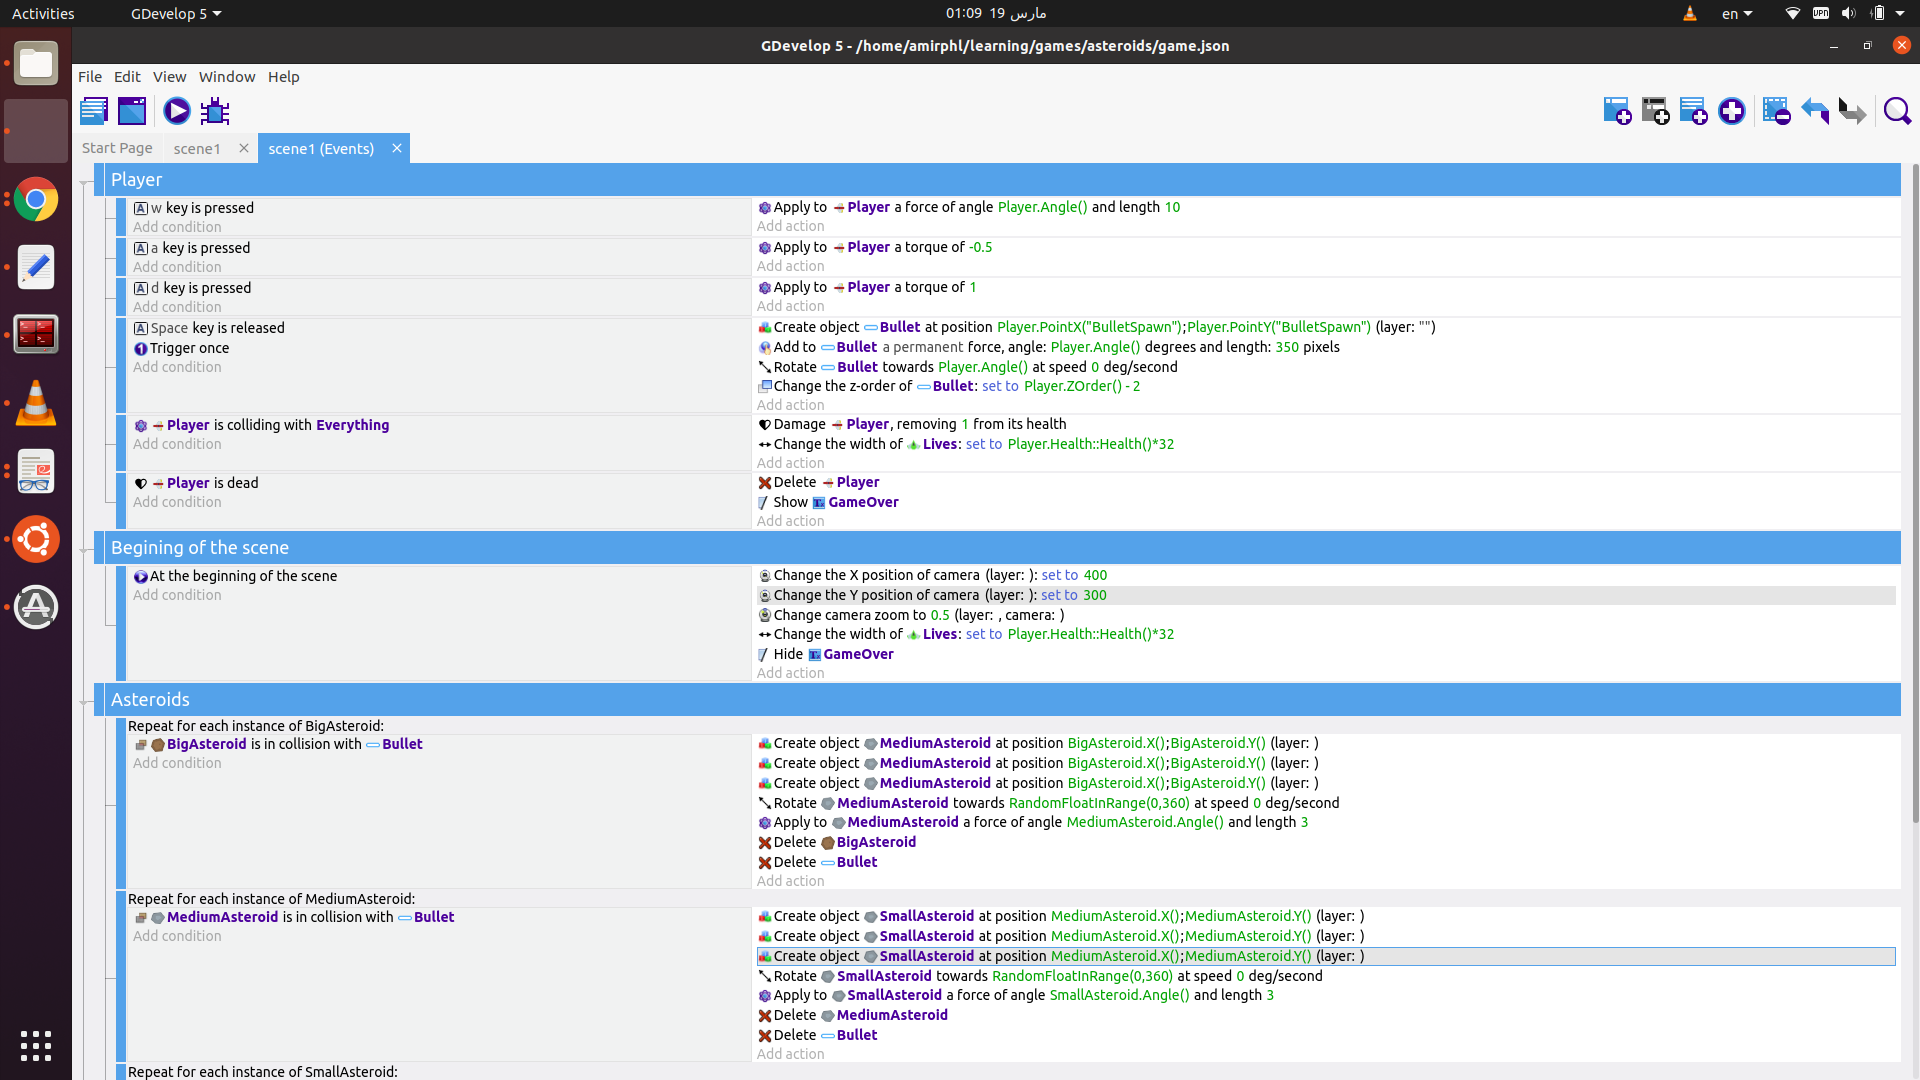 Activities
GDevelop 5
01:09 19 مارس
en
VPN
GDevelop 5 - /home/amirphl/learning/games/asteroids/game.json
File Edit View Window Help
Start Page
scene1
scene1 (Events)
Player
w key is pressed
Add condition
Apply to Player a force of angle Player.Angle() and length 10
Add action
a key is pressed
Add condition
Apply to Player a torque of -0.5
Add action
d key is pressed
Add condition
Apply to Player a torque of 1
Add action
Space key is released
Trigger once
Add condition
Create object Bullet at position Player.PointX("BulletSpawn");Player.PointY("BulletSpawn") (layer: "")
Add to Bullet a permanent force, angle: Player.Angle() degrees and length: 350 pixels
Rotate Bullet towards Player.Angle() at speed 0 deg/second
Change the z-order of Bullet: set to Player.ZOrder() - 2
Add action
Player is colliding with Everything
Add condition
Damage Player, removing 1 from its health
Change the width of Lives: set to Player.Health::Health()*32
Add action
Player is dead
Add condition
Delete Player
Show GameOver
Add action
Begining of the scene
At the beginning of the scene
Add condition
Change the X position of camera (layer: ): set to 400
Change the Y position of camera (layer: ): set to 300
Change camera zoom to 0.5 (layer: , camera: )
Change the width of Lives: set to Player.Health::Health()*32
Hide GameOver
Add action
Asteroids
Repeat for each instance of BigAsteroid:
BigAsteroid is in collision with Bullet
Add condition
Create object MediumAsteroid at position BigAsteroid.X();BigAsteroid.Y() (layer: )
Create object MediumAsteroid at position BigAsteroid.X();BigAsteroid.Y() (layer: )
Create object MediumAsteroid at position BigAsteroid.X();BigAsteroid.Y() (layer: )
Rotate MediumAsteroid towards RandomFloatInRange(0,360) at speed 0 deg/second
Apply to MediumAsteroid a force of angle MediumAsteroid.Angle() and length 3
Delete BigAsteroid
Delete Bullet
Add action
Repeat for each instance of MediumAsteroid:
MediumAsteroid is in collision with Bullet
Add condition
Create object SmallAsteroid at position MediumAsteroid.X();MediumAsteroid.Y() (layer: )
Create object SmallAsteroid at position MediumAsteroid.X();MediumAsteroid.Y() (layer: )
Create object SmallAsteroid at position MediumAsteroid.X();MediumAsteroid.Y() (layer: )
Rotate SmallAsteroid towards RandomFloatInRange(0,360) at speed 0 deg/second
Apply to SmallAsteroid a force of angle SmallAsteroid.Angle() and length 3
Delete MediumAsteroid
Delete Bullet
Add action
Repeat for each instance of SmallAsteroid: